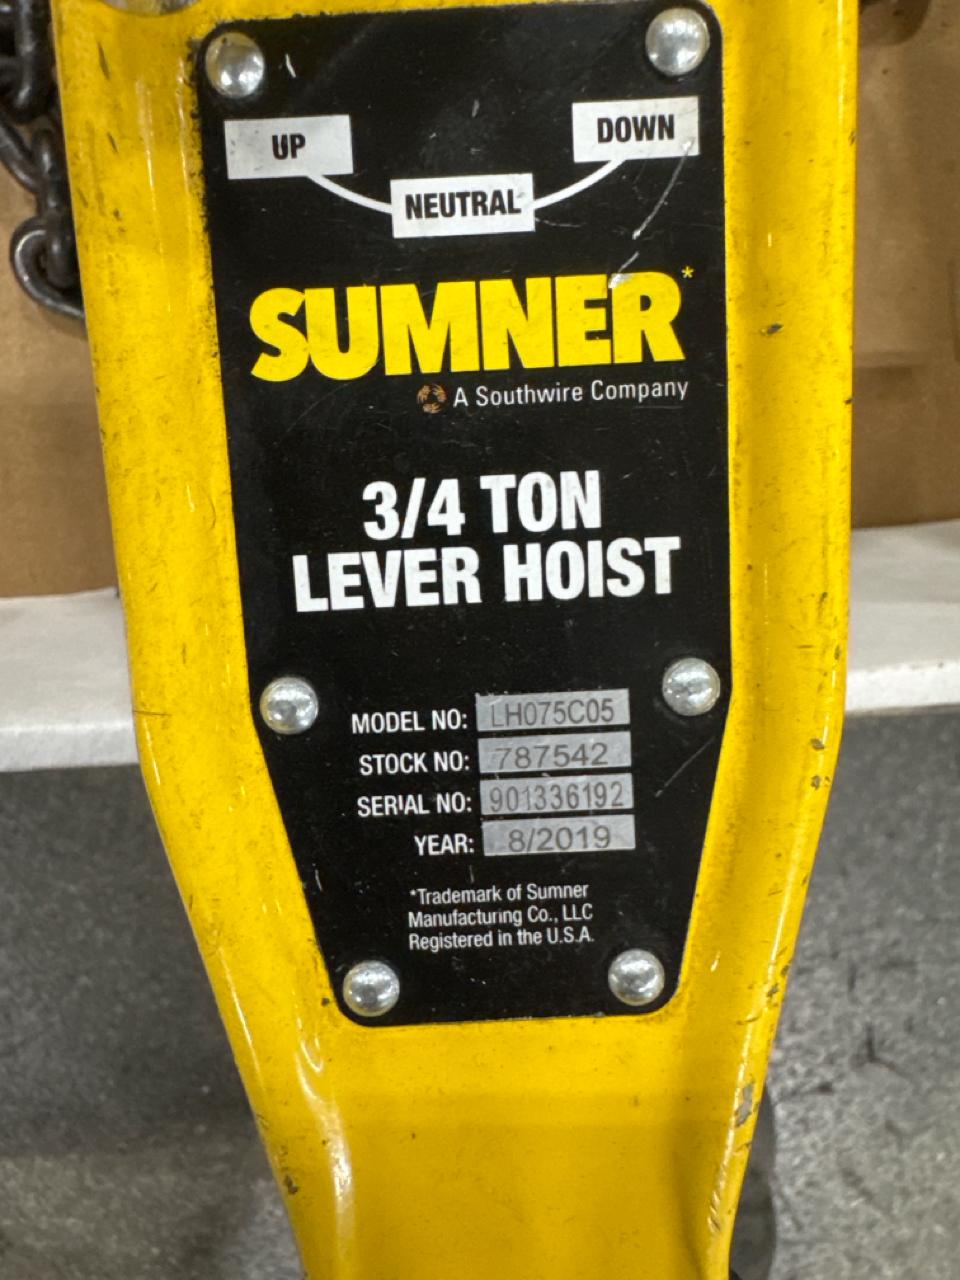 UP
DOWN
NEUTRAL
SUMNER*
A Southwire Company
3/4 TON
LEVER HOIST
MODEL NO: LH075C05
STOCK NO: 787542
SERIAL NO: 901336192
YEAR: 8/2019
*Trademark of Sumner
Manufacturing Co., LLC
Registered in the U.S.A.